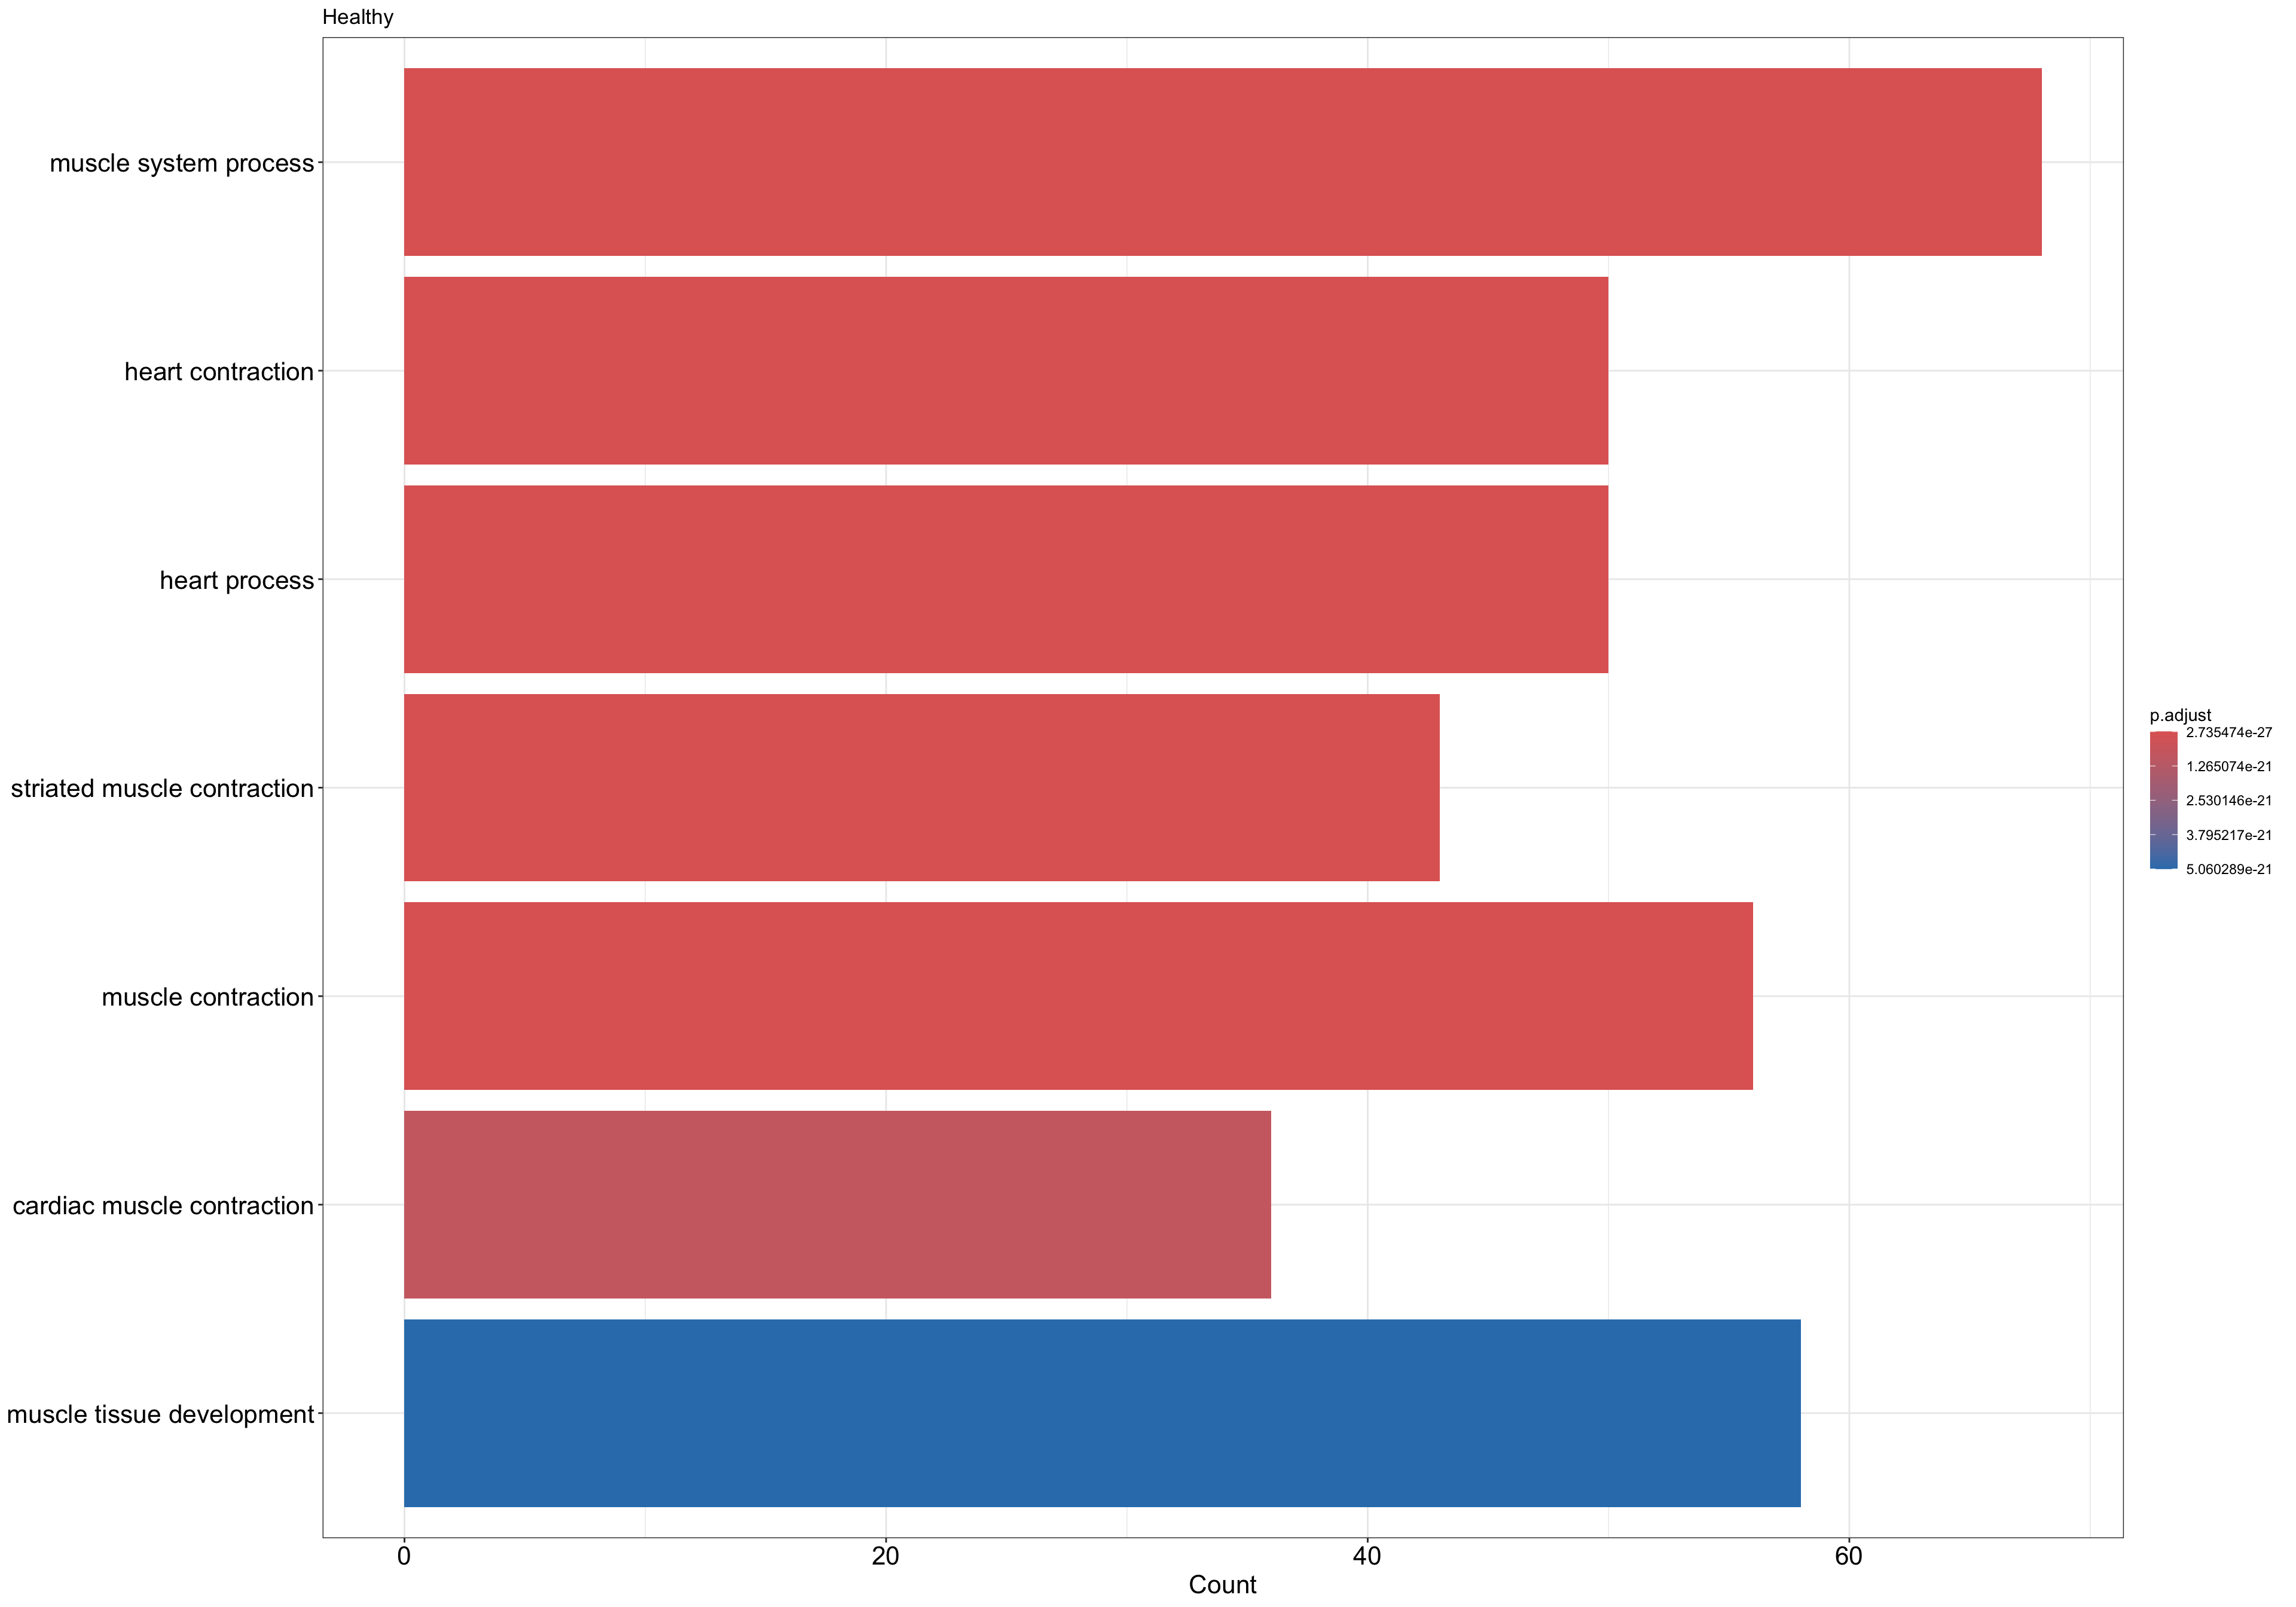 Healthy
muscle system process
heart contraction
heart process
striated muscle contraction
muscle contraction
cardiac muscle contraction
muscle tissue development
0
20
40
60
Count
p.adjust
2.735474e-27
1.265074e-21
2.530146e-21
3.795217e-21
5.060289e-21